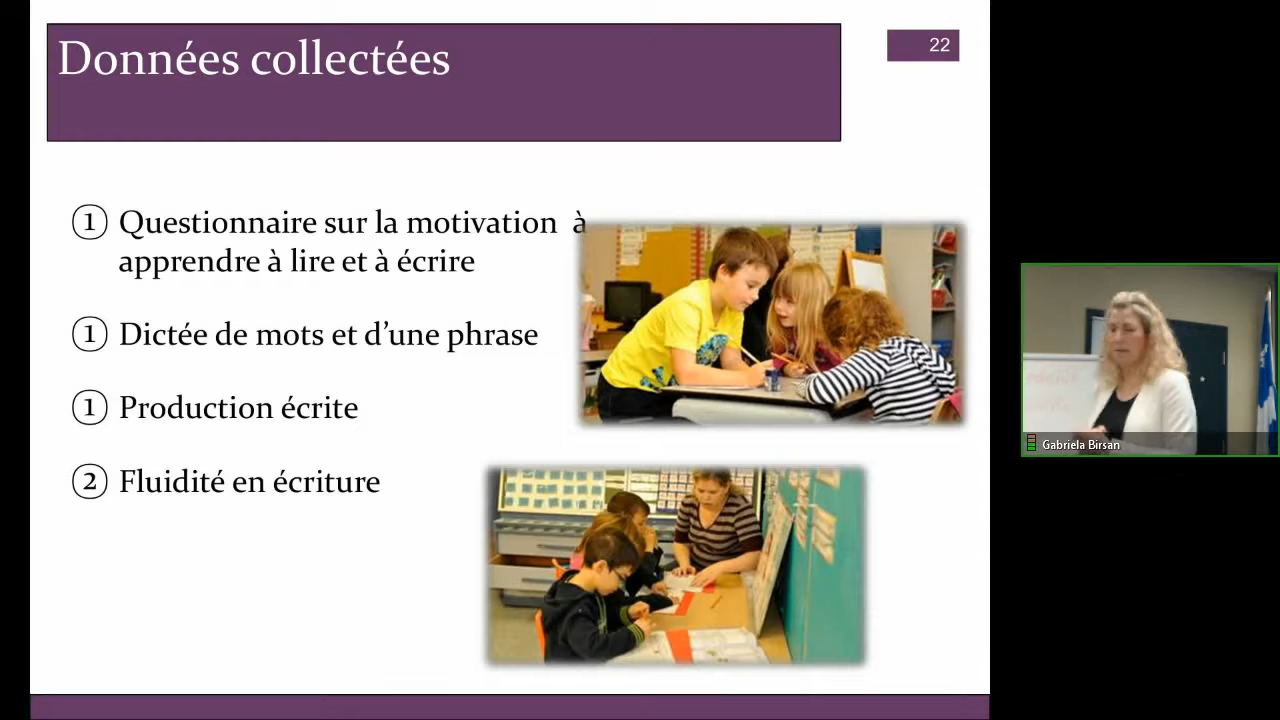 Données collectées
22
① Questionnaire sur la motivation à
apprendre à lire et à écrire
① Dictée de mots et d’une phrase
① Production écrite
② Fluidité en écriture
Gabriela Birsan